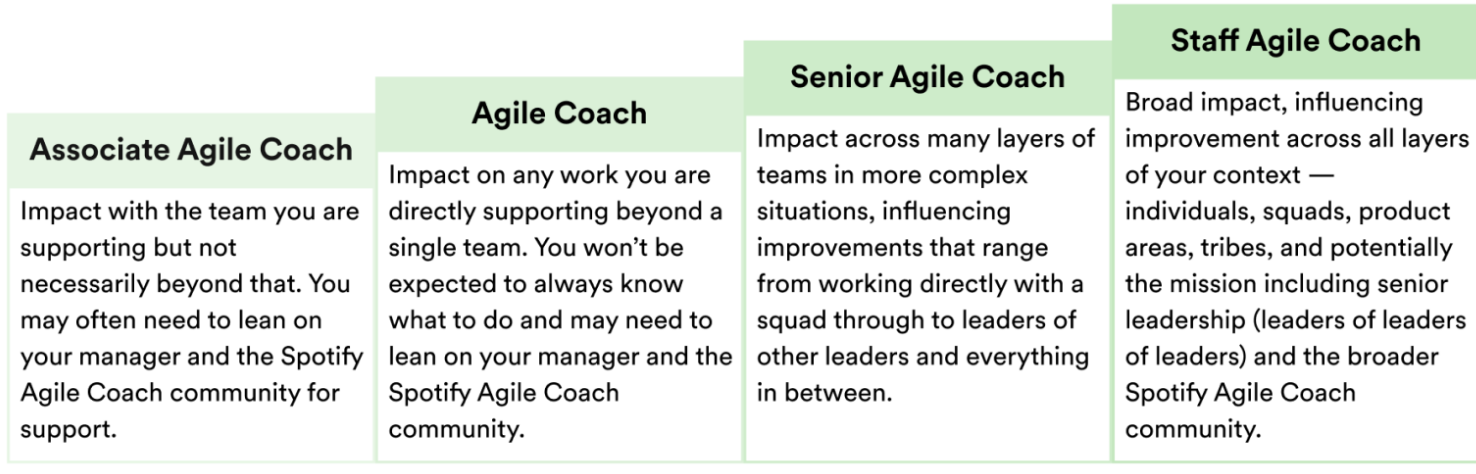 Associate Agile Coach
Impact with the team you are
supporting but not
necessarily beyond that. You
may often need to lean on
your manager and the Spotify
Agile Coach community for
support.
Agile Coach
Impact on any work you are
directly supporting beyond a
single team. You won’t be
expected to always know
what to do and may need to
lean on your manager and the
Spotify Agile Coach
community.
Senior Agile Coach
Impact across many layers of
teams in more complex
situations, influencing
improvements that range
from working directly with a
squad through to leaders of
other leaders and everything
in between.
Staff Agile Coach
Broad impact, influencing
improvement across all layers
of your context —
individuals, squads, product
areas, tribes, and potentially
the mission including senior
leadership (leaders of leaders
of leaders) and the broader
Spotify Agile Coach
community.